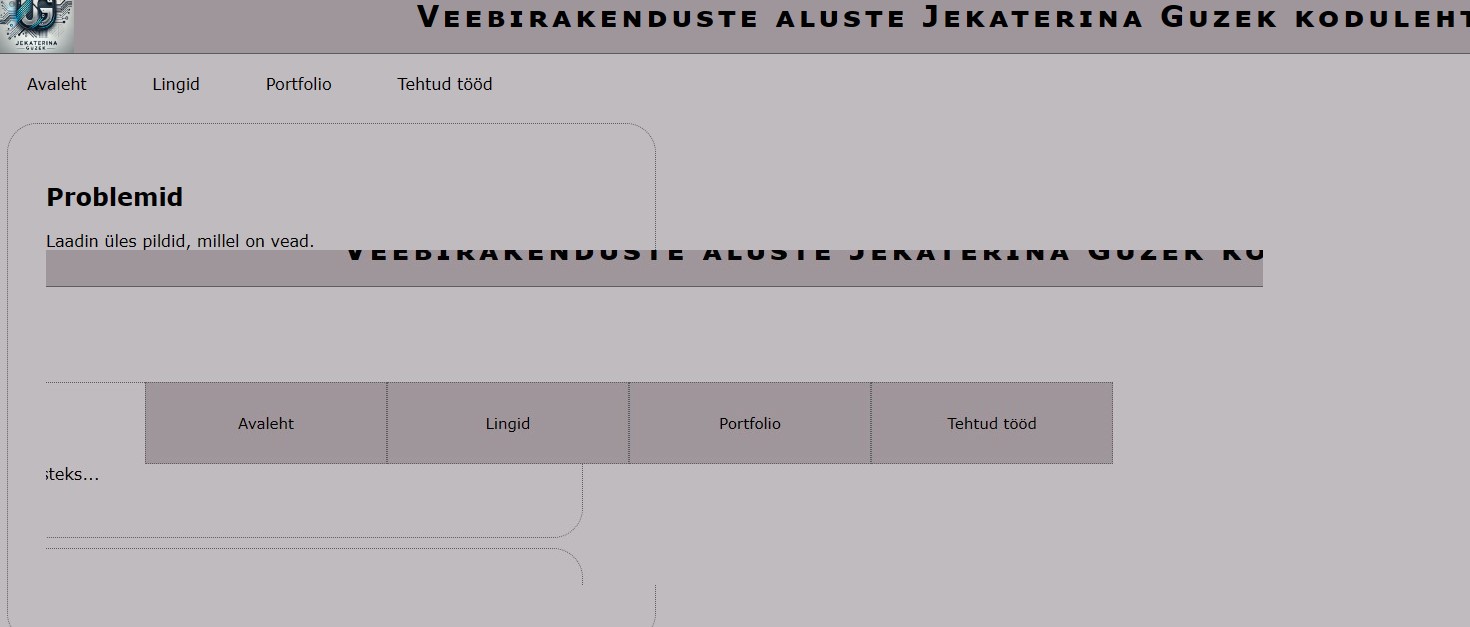 JEKATERINA
GUZEK
Veebirakenduste aluste Jekaterina Guzek koduleht
Avaleht Lingid Portfolio Tehtud tööd
Problemid
Laadin üles pildid, millel on vead.
Veebirakenduste aluste Jekaterina Guzek ko
Avaleht Lingid Portfolio Tehtud tööd
steks...